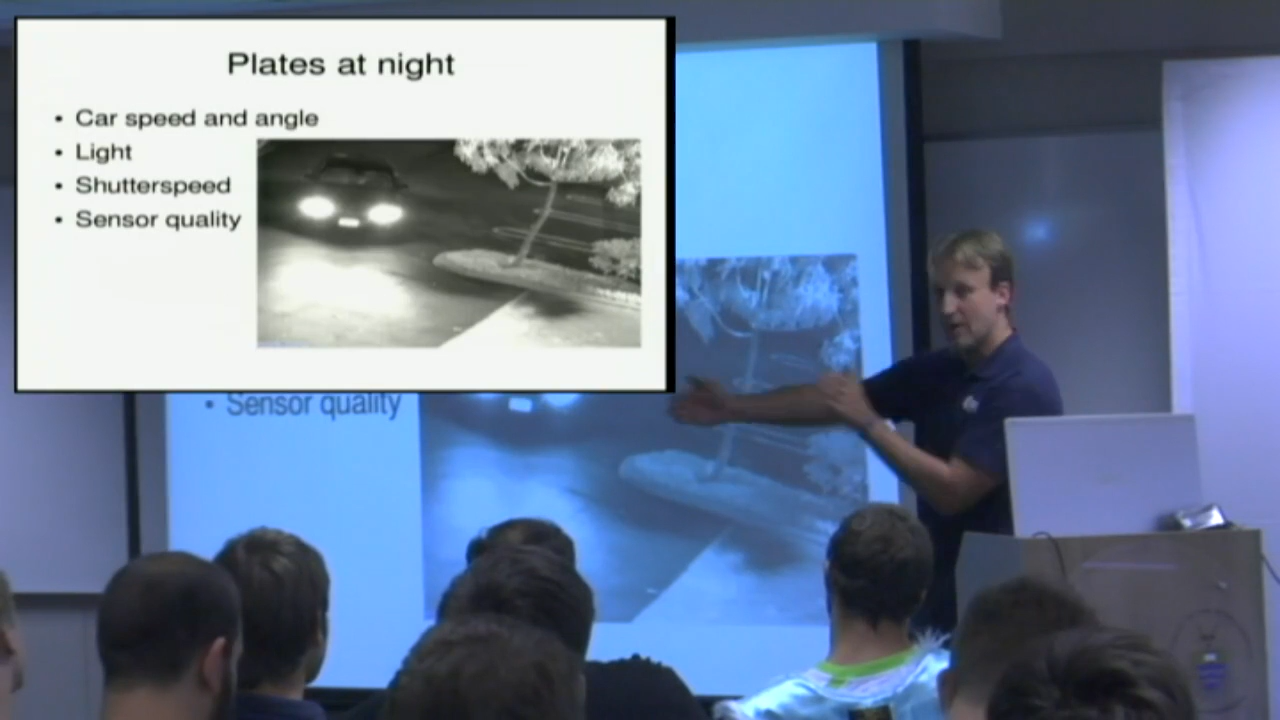 Plates at night
• Car speed and angle
• Light
• Shutterspeed
• Sensor quality
• Sensor quality